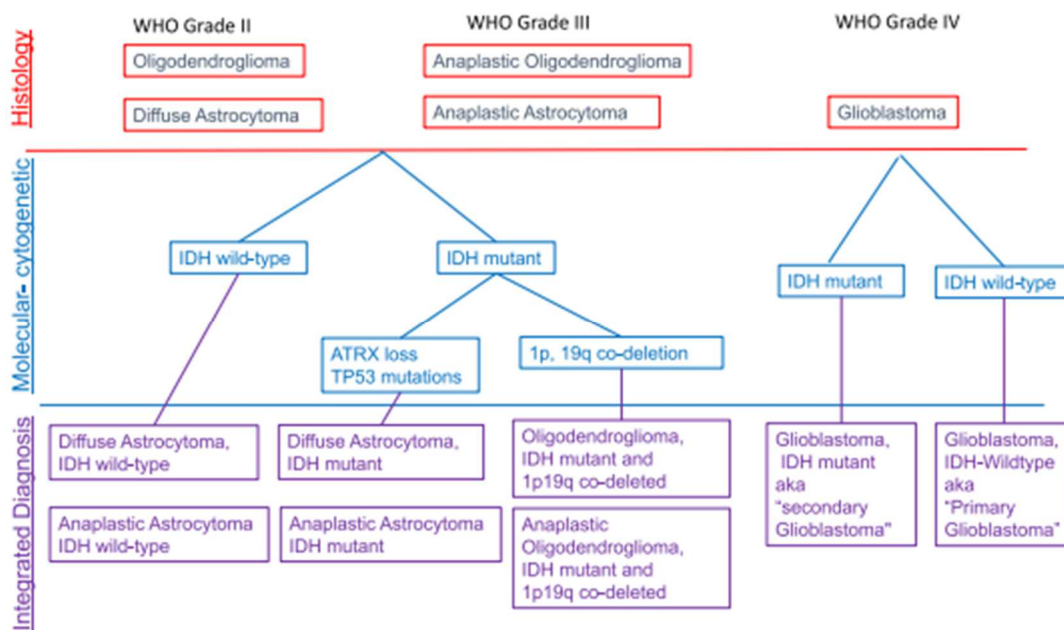 WHO Grade II
WHO Grade III
WHO Grade IV
Histology
Oligodendroglioma
Anaplastic Oligodendroglioma
Diffuse Astrocytoma
Anaplastic Astrocytoma
Glioblastoma
Molecular- cytogenetic
IDH wild-type
IDH mutant
IDH mutant
IDH wild-type
ATRX loss
TP53 mutations
1p, 19q co-deletion
Integrated Diagnosis
Diffuse Astrocytoma,
IDH wild-type
Diffuse Astrocytoma,
IDH mutant
Oligodendroglioma,
IDH mutant and
1p19q co-deleted
Glioblastoma,
IDH mutant
aka
"secondary
Glioblastoma"
Glioblastoma,
IDH-Wildtype
aka
"Primary
Glioblastoma"
Anaplastic Astrocytoma
IDH wild-type
Anaplastic Astrocytoma
IDH mutant
Anaplastic
Oligodendroglioma,
IDH mutant and
1p19q co-deleted